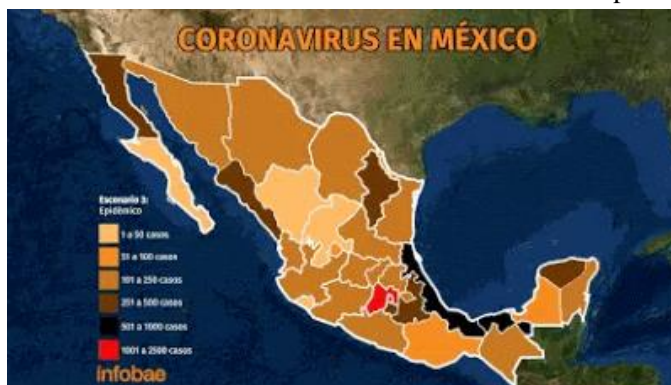 CORONAVIRUS EN MÉXICO
Escenario 3:
Epidémico
1 a 50 casos
51 a 100 casos
101 a 250 casos
251 a 500 casos
501 a 1000 casos
1001 a 2500 casos
infobae